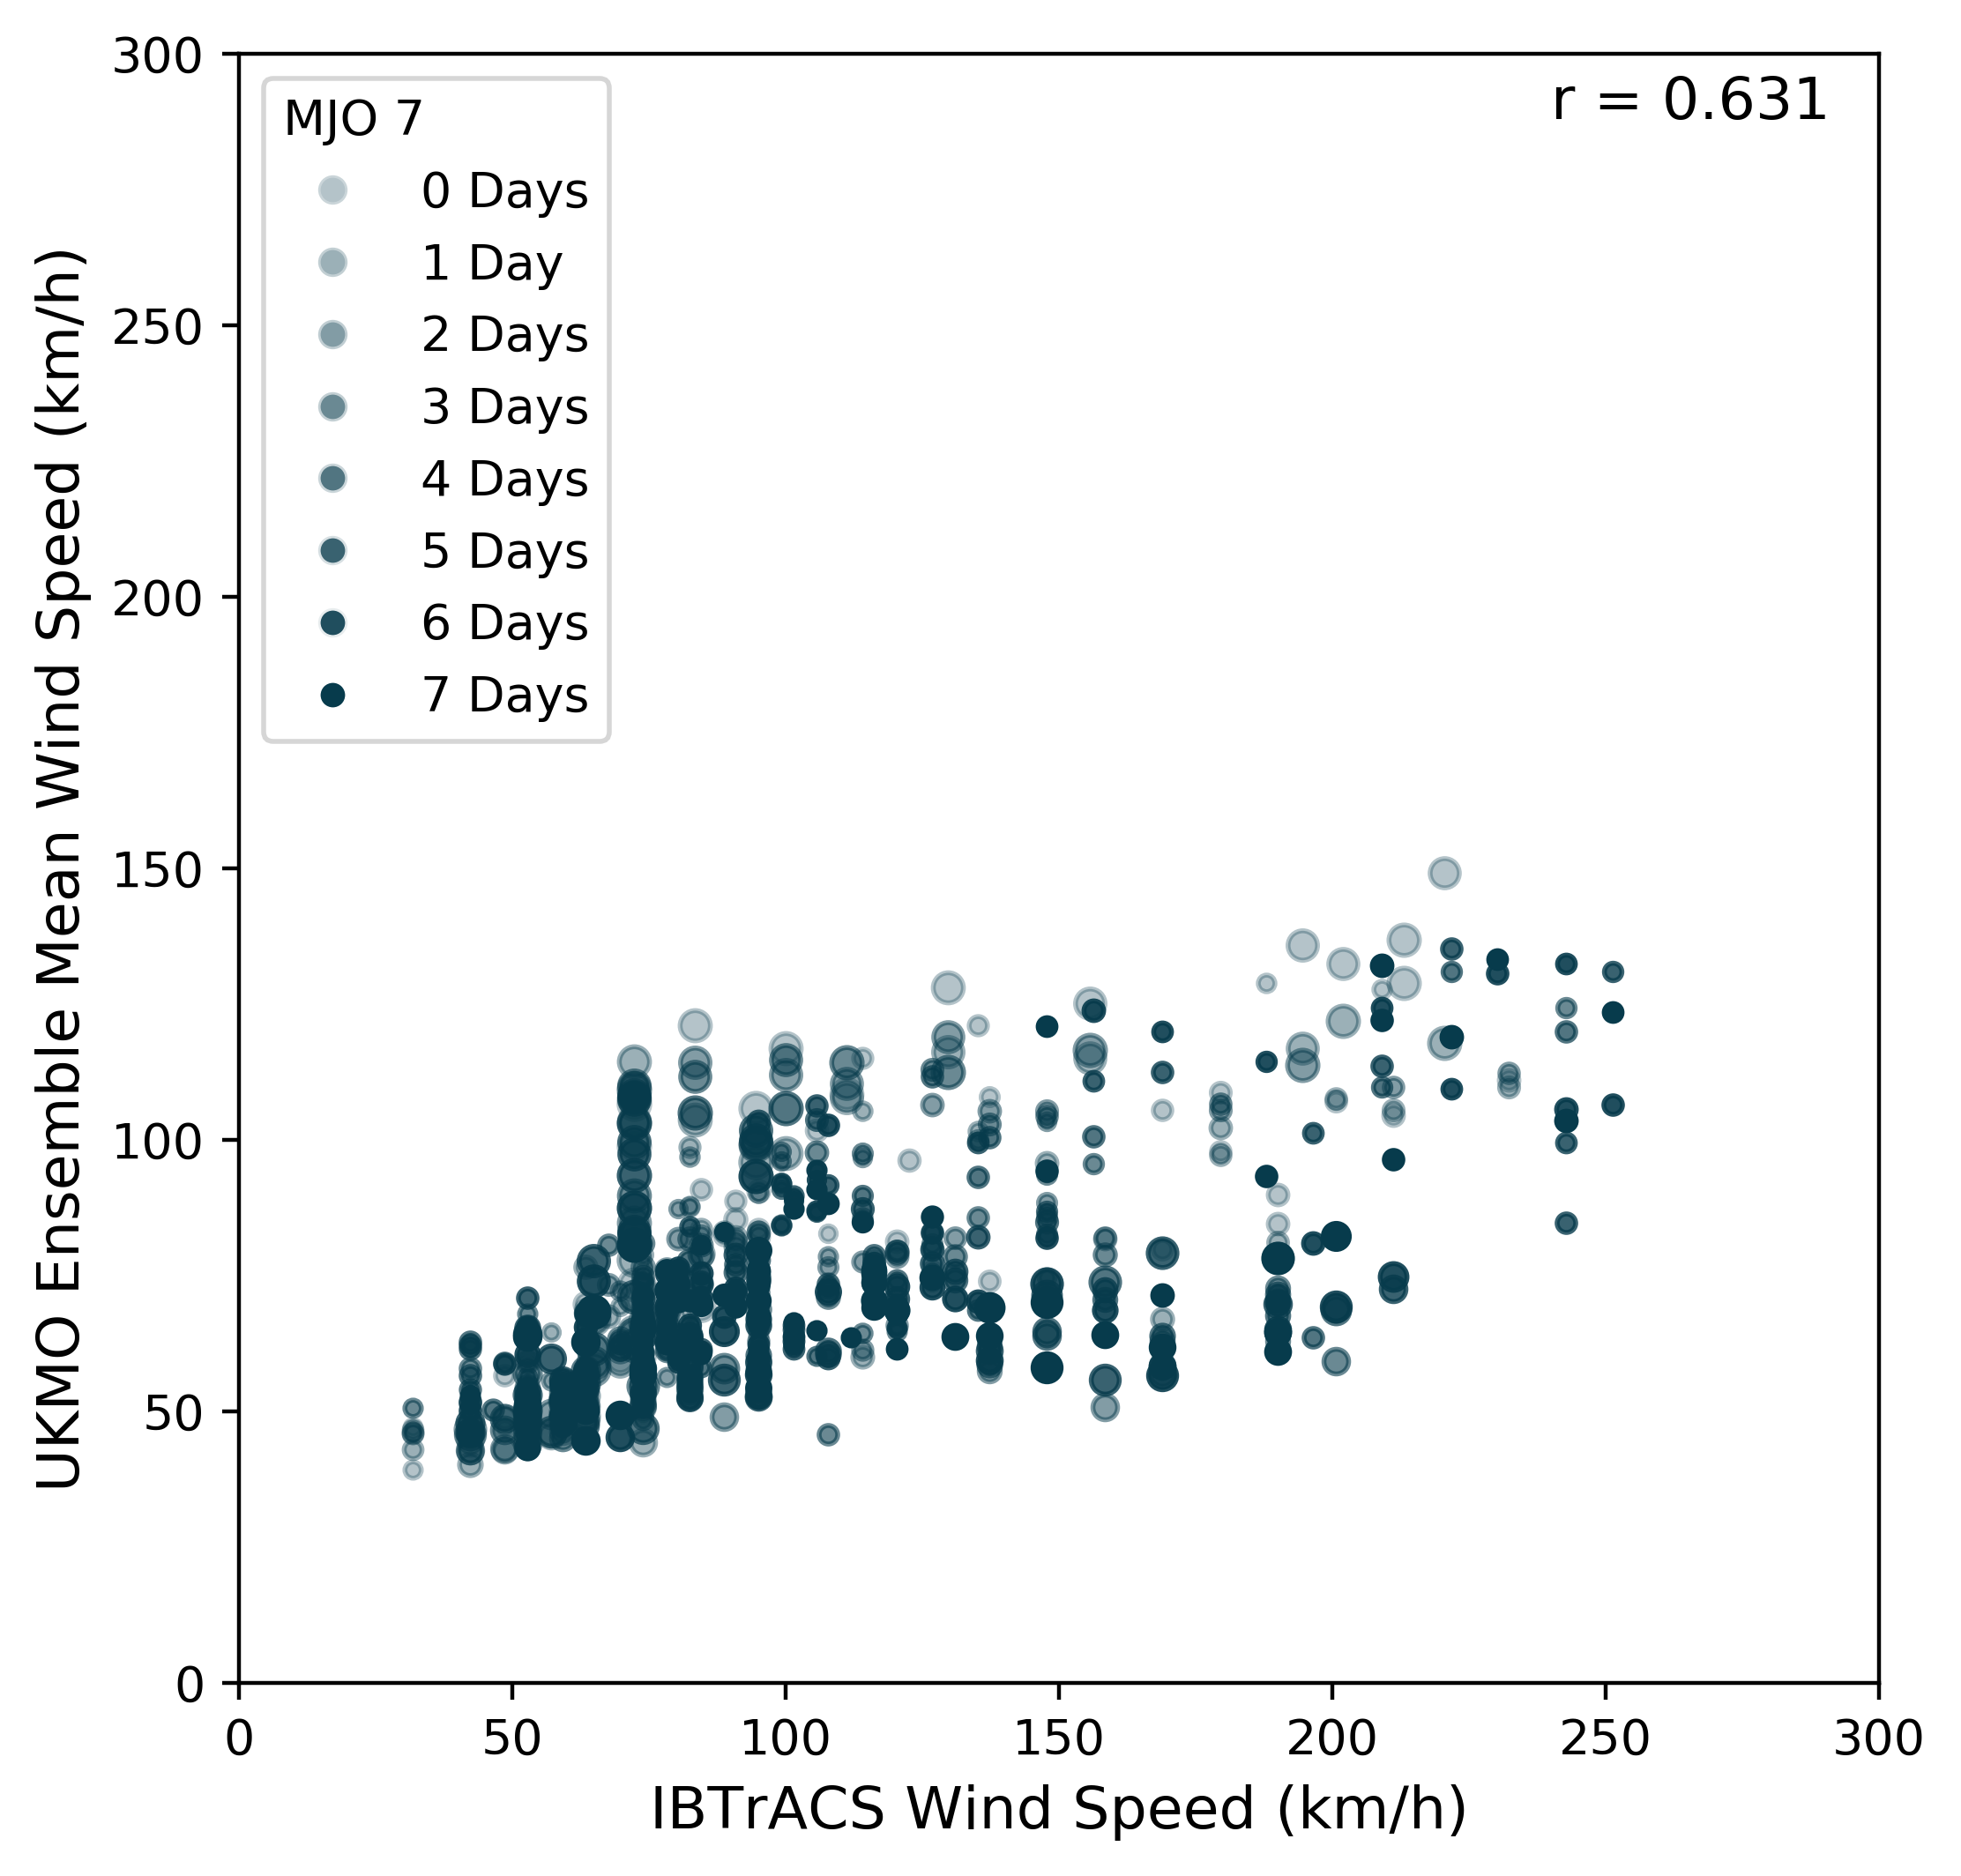 r = 0.631
MJO 7
0 Days
1 Day
2 Days
3 Days
4 Days
5 Days
6 Days
7 Days
UKMO Ensemble Mean Wind Speed (km/h)
300
250
200
150
100
50
0
0 50 100 150 200 250 300
IBTrACS Wind Speed (km/h)